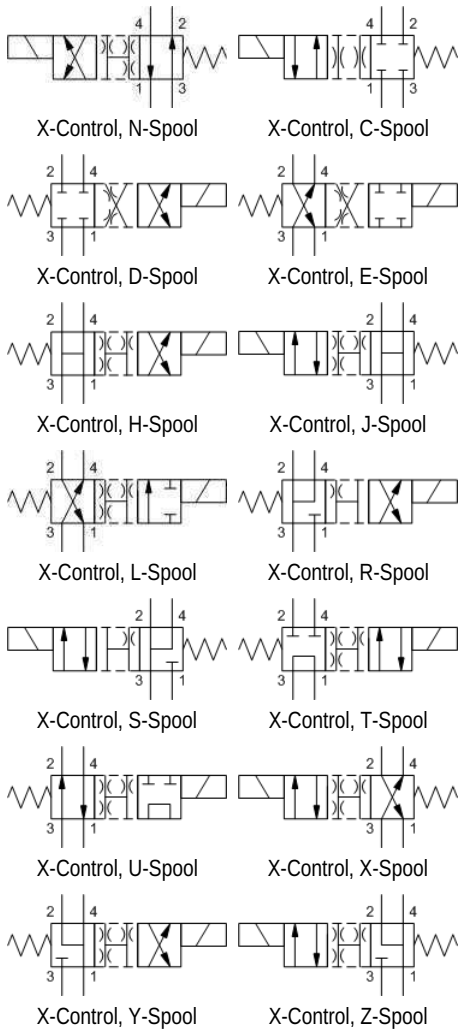 4 2
1 3
X-Control, N-Spool
4 2
1 3
X-Control, C-Spool
2 4
3 1
X-Control, D-Spool
2 4
3 1
X-Control, E-Spool
2 4
3 1
X-Control, H-Spool
2 4
3 1
X-Control, J-Spool
2 4
3 1
X-Control, L-Spool
2 4
3 1
X-Control, R-Spool
2 4
3 1
X-Control, S-Spool
2 4
3 1
X-Control, T-Spool
2 4
3 1
X-Control, U-Spool
2 4
3 1
X-Control, X-Spool
2 4
3 1
X-Control, Y-Spool
2 4
3 1
X-Control, Z-Spool